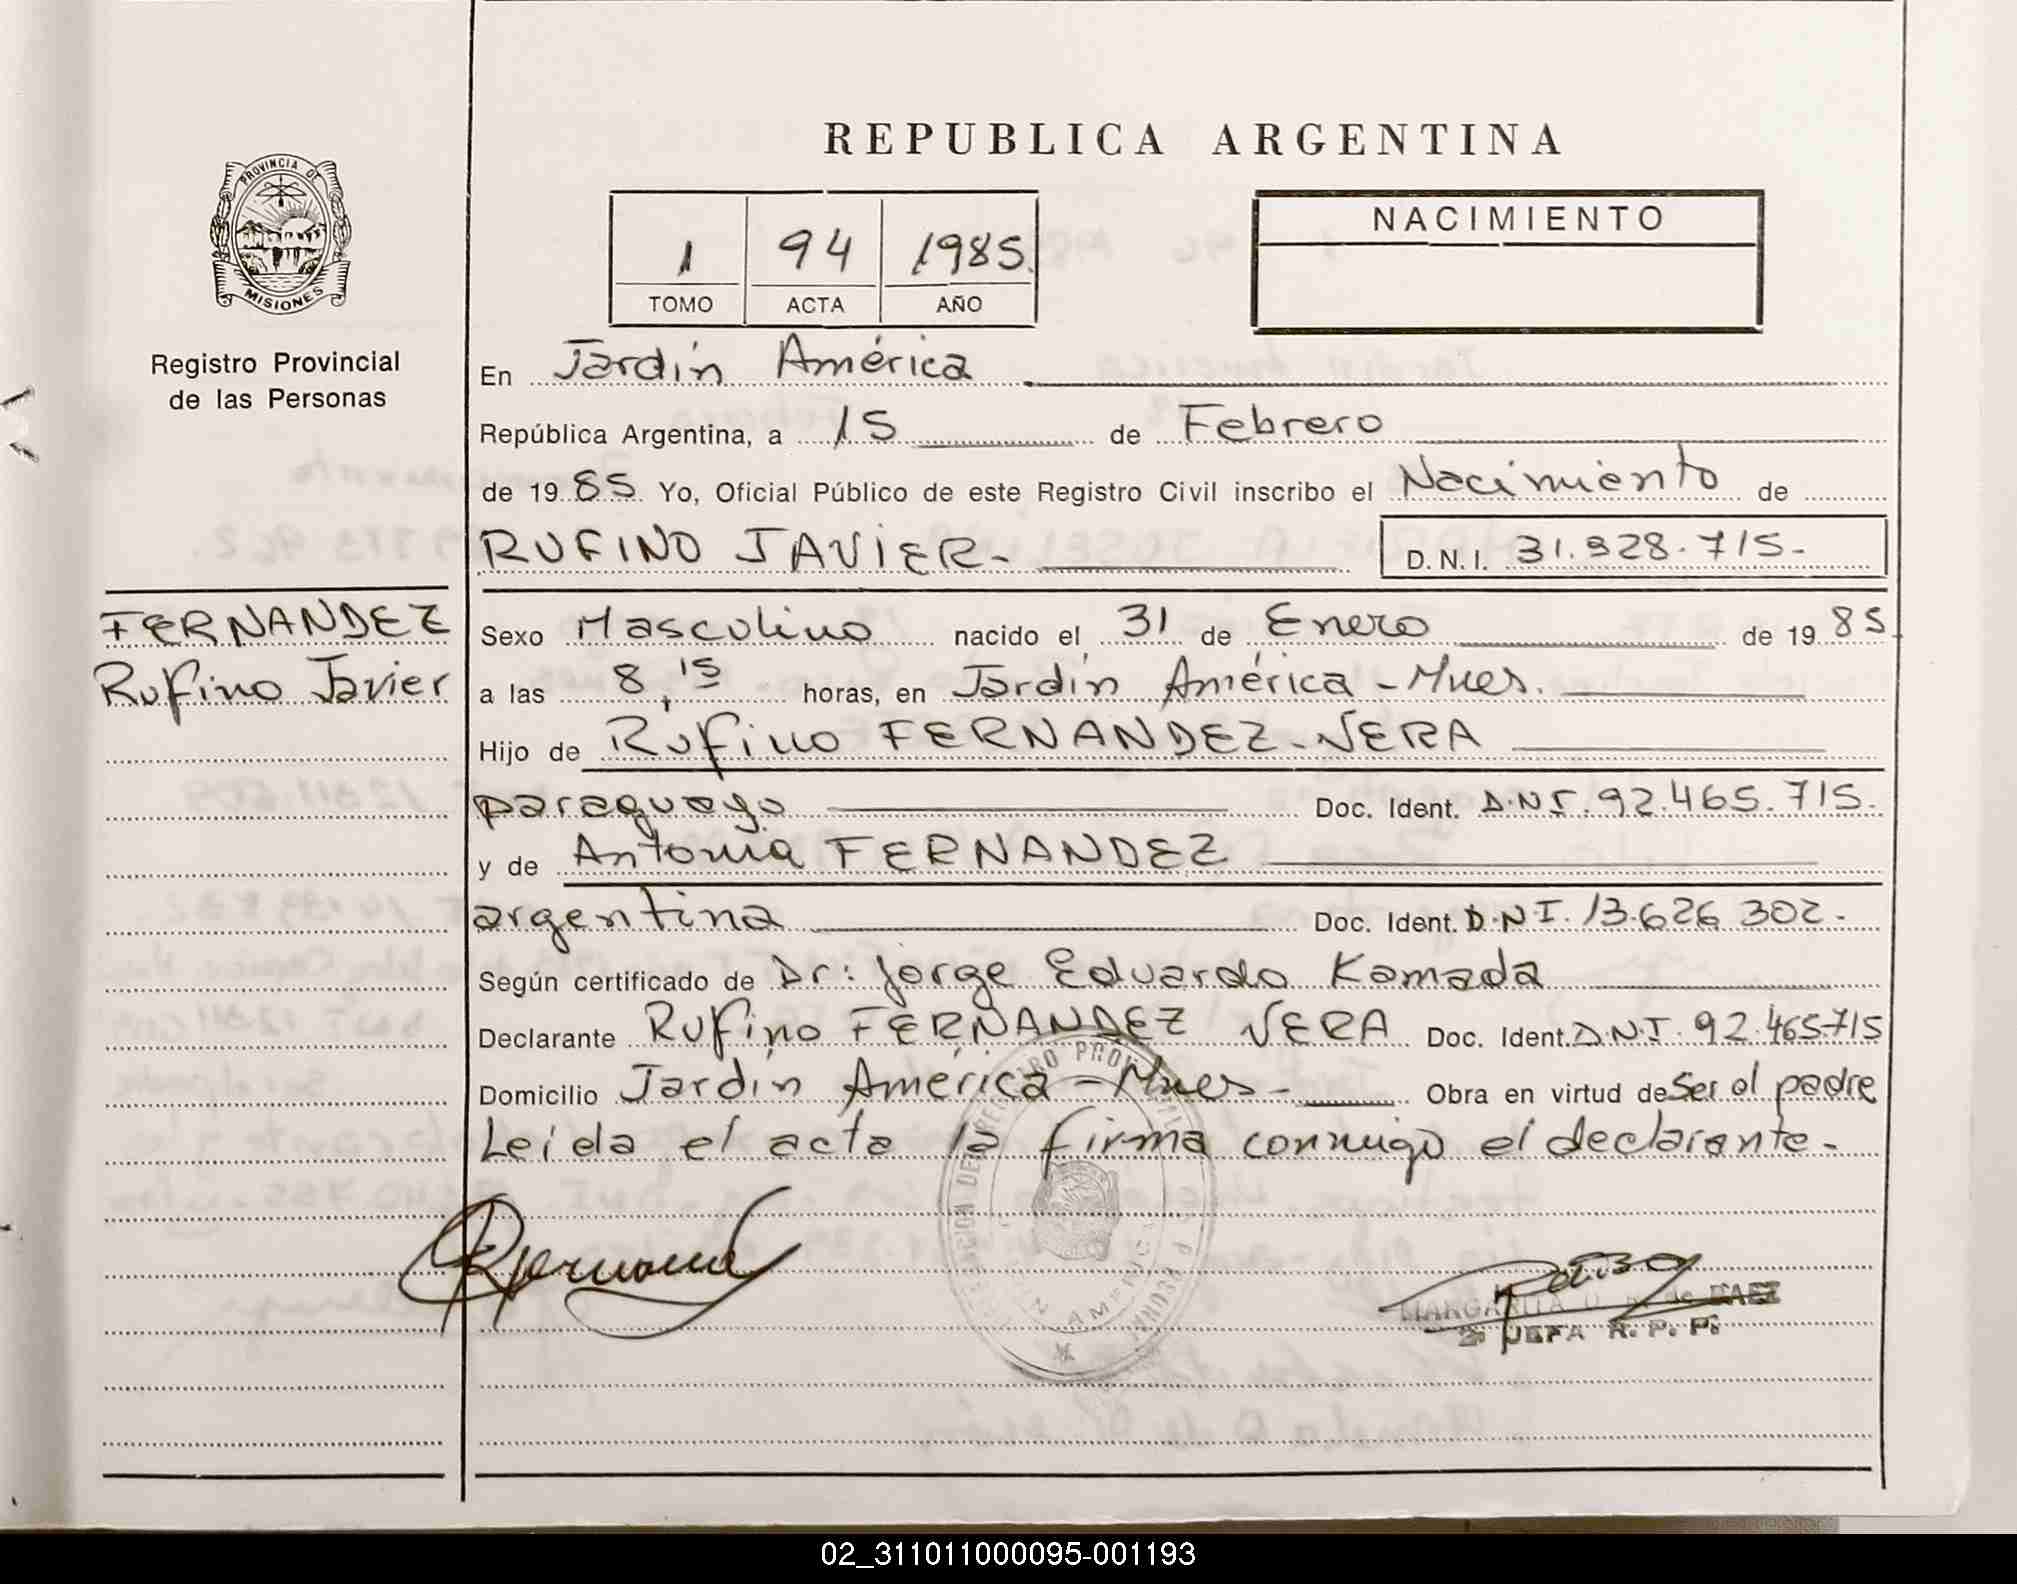 REPUBLICA ARGENTINA
PROVINCIA DE
MISIONES
Registro Provincial
de las Personas
1 94 1985
TOMO ACTA AÑO
NACIMIENTO
En Jardín América
República Argentina, a 15 de Febrero
de 1985 Yo, Oficial Público de este Registro Civil inscribo el Nacimiento de
RUFINO JAVIER- D.N.I. 31.328.715-
FERNANDEZ
Rufino Javier
Sexo Masculino nacido el 31 de Enero de 1985
a las 8,15 horas, en Jardín América - Mnes.
Hijo de Rufino FERNANDEZ-VERA
paraguayo Doc. Ident. D.N.I. 92.465.715.
y de Antonia FERNANDEZ
argentina Doc. Ident. D.N.I. 13.626 302-
Según certificado de Dr: Jorge Eduardo Kamada
Declarante Rufino FERNANDEZ VERA Doc. Ident. D.N.I. 92.465715
Domicilio Jardín América - Mnes- Obra en virtud de Ser el padre
Leída el acta la firma conmigo el declarante-
MARGARITA de BAEZ
2º JEFA R. P. P.
02_311011000095-001193